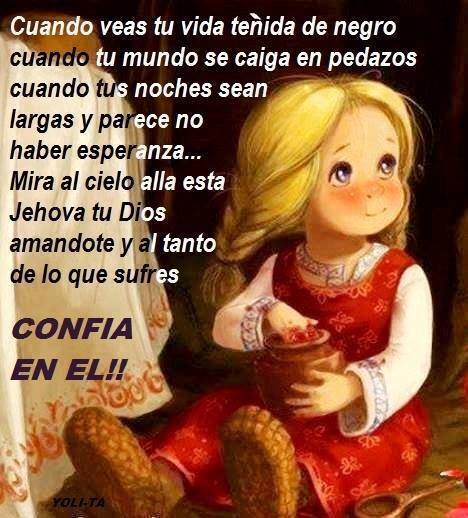 Cuando veas tu vida teñida de negro
cuando tu mundo se caiga en pedazos
cuando tus noches sean
largas y parece no
haber esperanza...
Mira al cielo alla esta
Jehova tu Dios
amandote y al tanto
de lo que sufres
CONFIA
EN EL!!
YOLI-TA